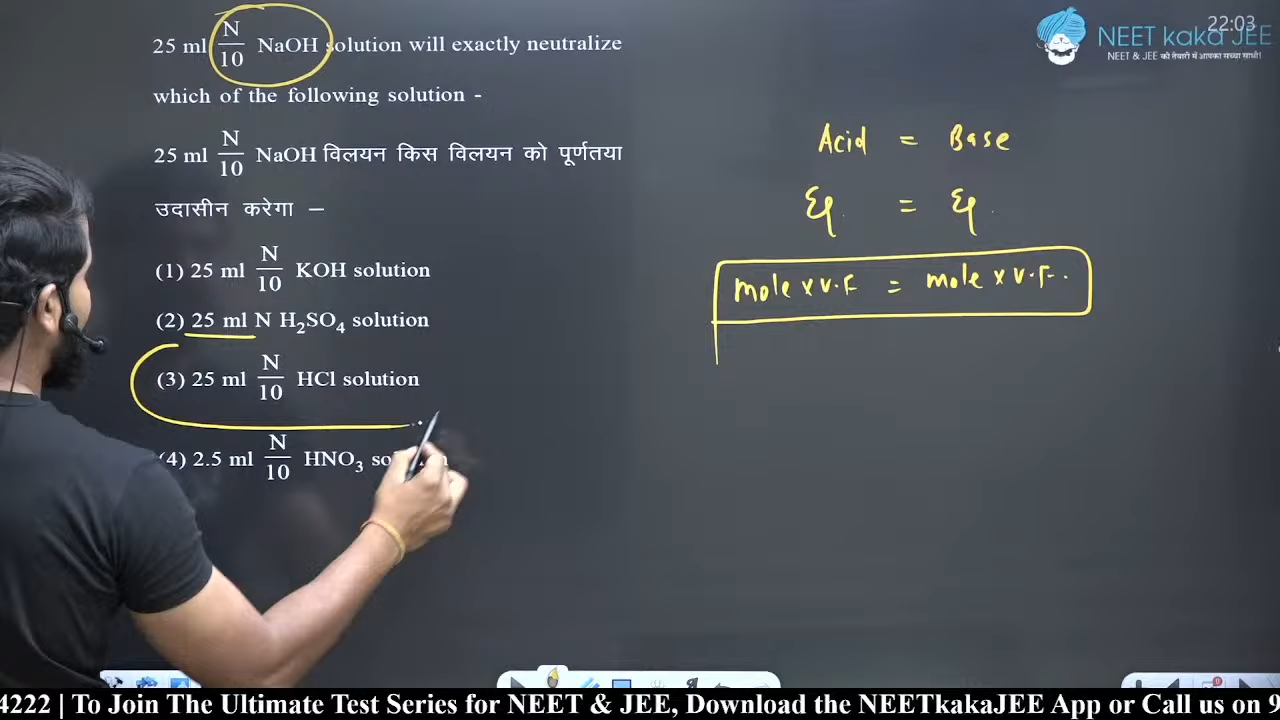 22:03
NEET kaka JEE
NEET & JEE की तैयारी में आपका सच्चा साथी!
25 ml N/10 NaOH solution will exactly neutralize
which of the following solution -
25 ml N/10 NaOH विलयन किस विलयन को पूर्णतया
उदासीन करेगा –
(1) 25 ml N/10 KOH solution
(2) 25 ml N H₂SO₄ solution
(3) 25 ml N/10 HCl solution
(4) 2.5 ml N/10 HNO₃
Acid = Base
mole x v.F = mole x v.F.
4222 | To Join The Ultimate Test Series for NEET & JEE, Download the NEETkakaJEE App or Call us on 9